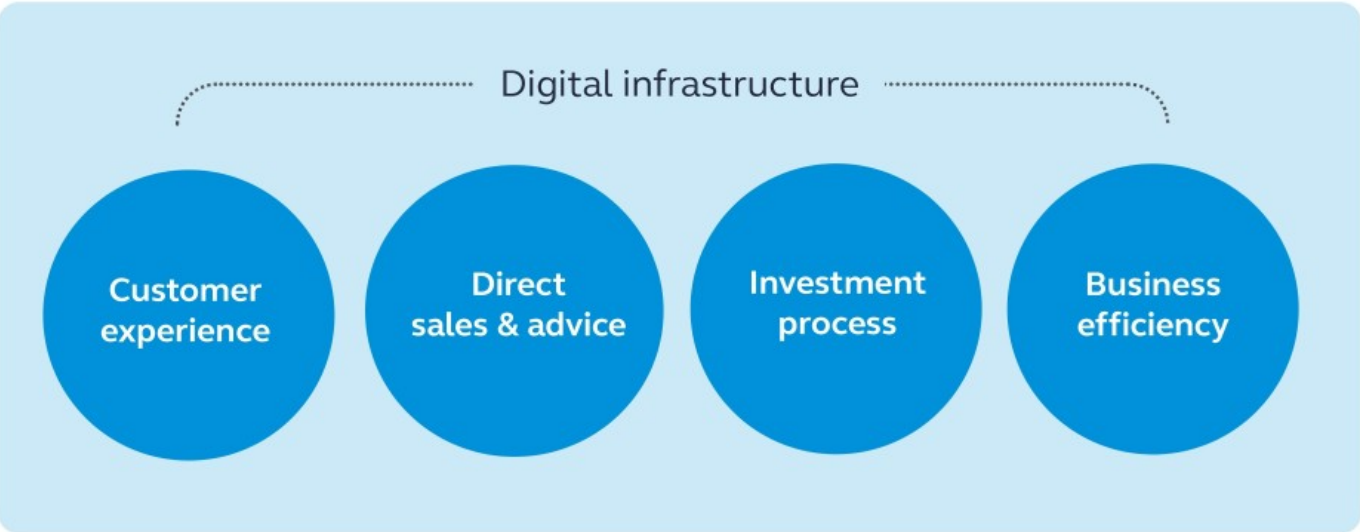 Digital infrastructure
Customer
experience
Direct
sales & advice
Investment
process
Business
efficiency